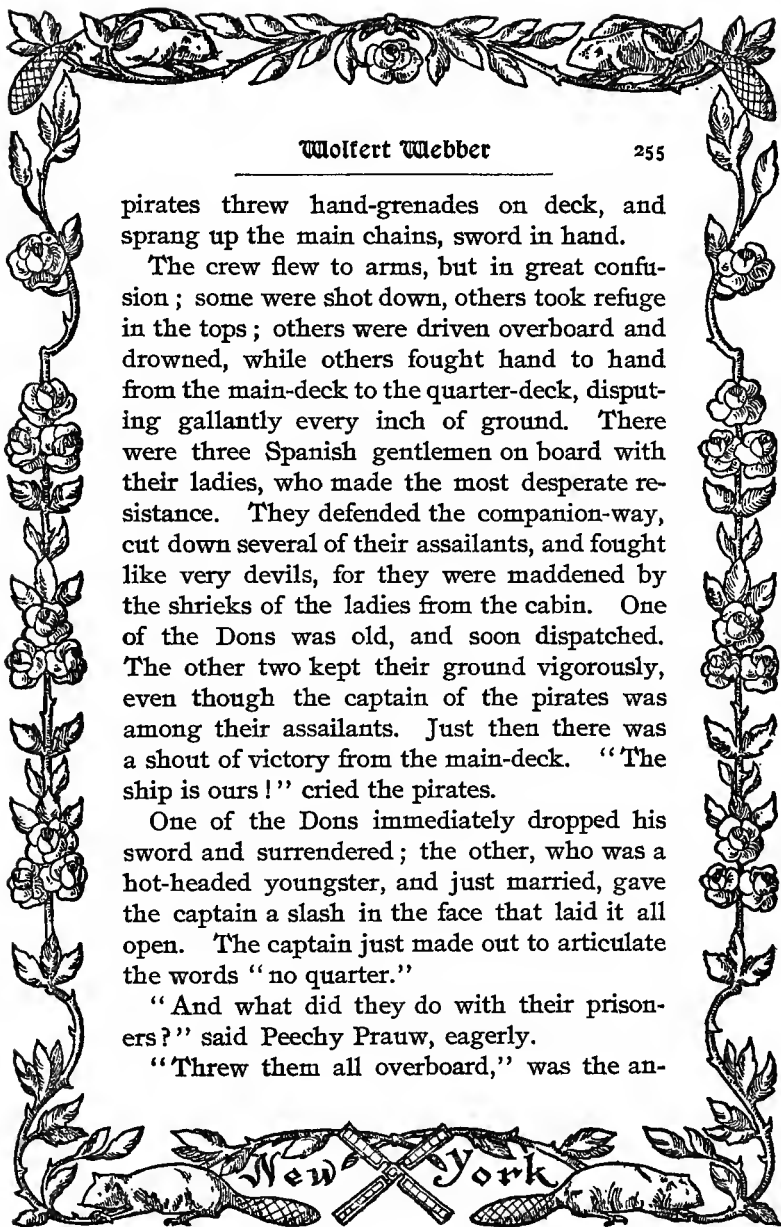 Wolfert Webber 255
pirates threw hand-grenades on deck, and
sprang up the main chains, sword in hand.
The crew flew to arms, but in great confu-
sion ; some were shot down, others took refuge
in the tops ; others were driven overboard and
drowned, while others fought hand to hand
from the main-deck to the quarter-deck, disput-
ing gallantly every inch of ground. There
were three Spanish gentlemen on board with
their ladies, who made the most desperate re-
sistance. They defended the companion-way,
cut down several of their assailants, and fought
like very devils, for they were maddened by
the shrieks of the ladies from the cabin. One
of the Dons was old, and soon dispatched.
The other two kept their ground vigorously,
even though the captain of the pirates was
among their assailants. Just then there was
a shout of victory from the main-deck. “The
ship is ours !” cried the pirates.
One of the Dons immediately dropped his
sword and surrendered ; the other, who was a
hot-headed youngster, and just married, gave
the captain a slash in the face that laid it all
open. The captain just made out to articulate
the words “no quarter.”
“And what did they do with their prison-
ers?” said Peechy Prauw, eagerly.
“Threw them all overboard,” was the an-
New York